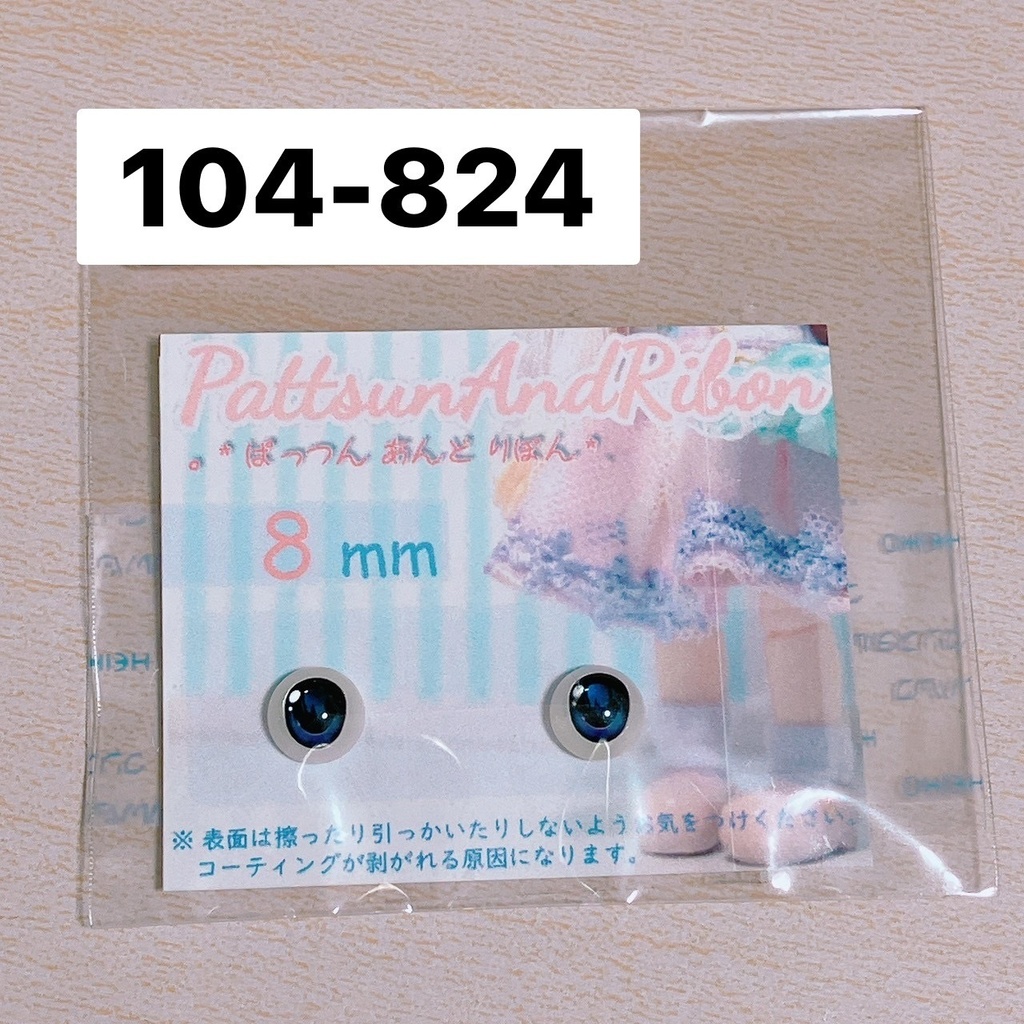 104-824
PattsunAndRibon
。*ぱっつん あんど りぼん*。
8 mm
※ 表面は擦ったり引っかいたりしないようお気をつけください。
コーティングが剥がれる原因になります。